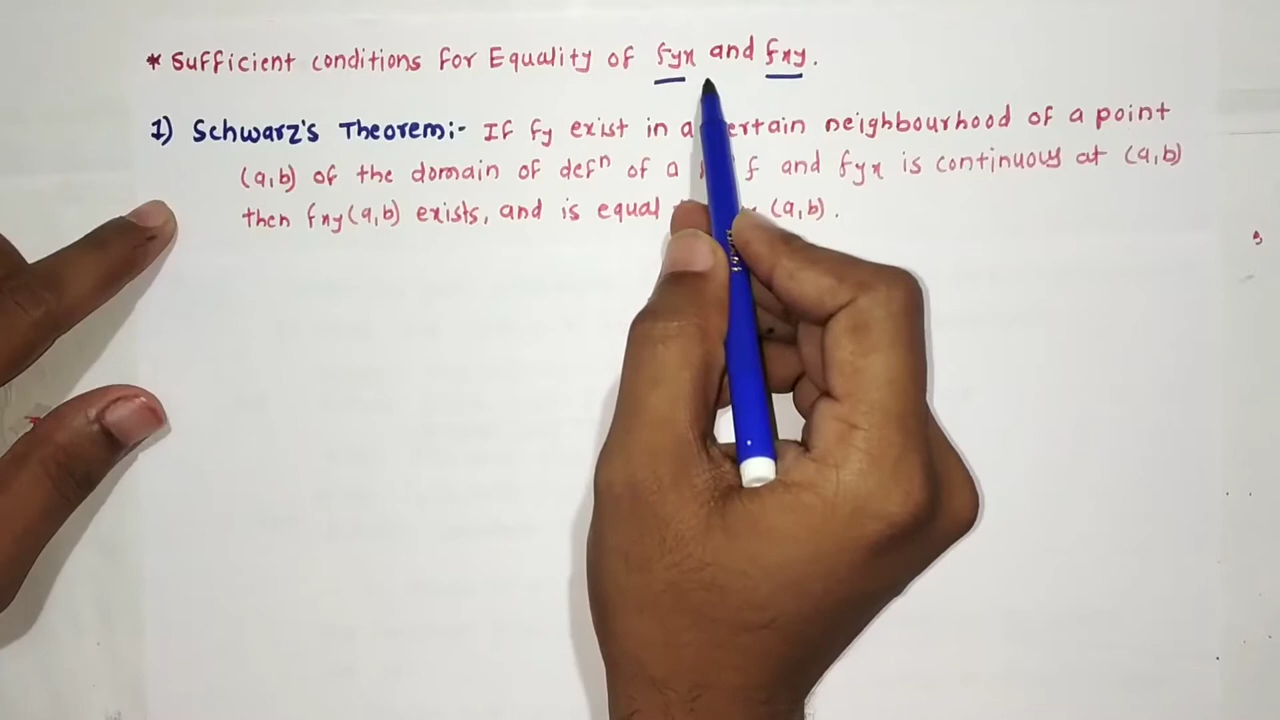 * Sufficient conditions for Equality of fyx and fxy.
1) Schwarz's Theorem:- If fy exist in a ertain neighbourhood of a point
(a,b) of the domain of defⁿ of a f and fyx is continuous at (a,b)
then fxy(a,b) exists, and is equal (a,b).